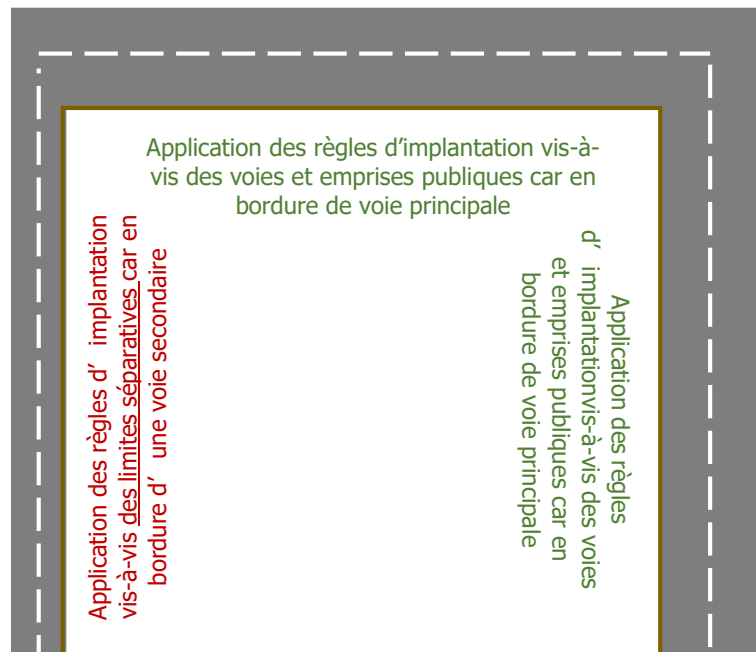 Application des règles d’implantation vis-à-
vis des voies et emprises publiques car en
bordure de voie principale
Application des règles d’ implantation
vis-à-vis des limites séparatives car en
bordure d’ une voie secondaire
Application des règles
d’ implantationvis-à-vis des voies
et emprises publiques car en
bordure de voie principale